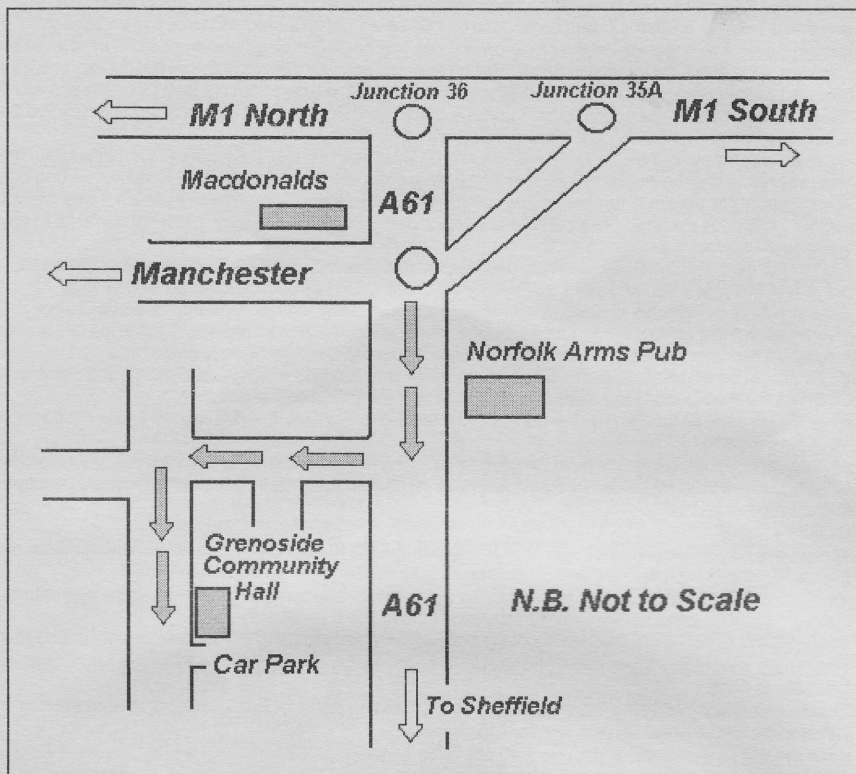 Junction 36
Junction 35A
M1 North
M1 South
Macdonalds
A61
Manchester
Norfolk Arms Pub
Grenoside
Community
Hall
A61
N.B. Not to Scale
Car Park
To Sheffield